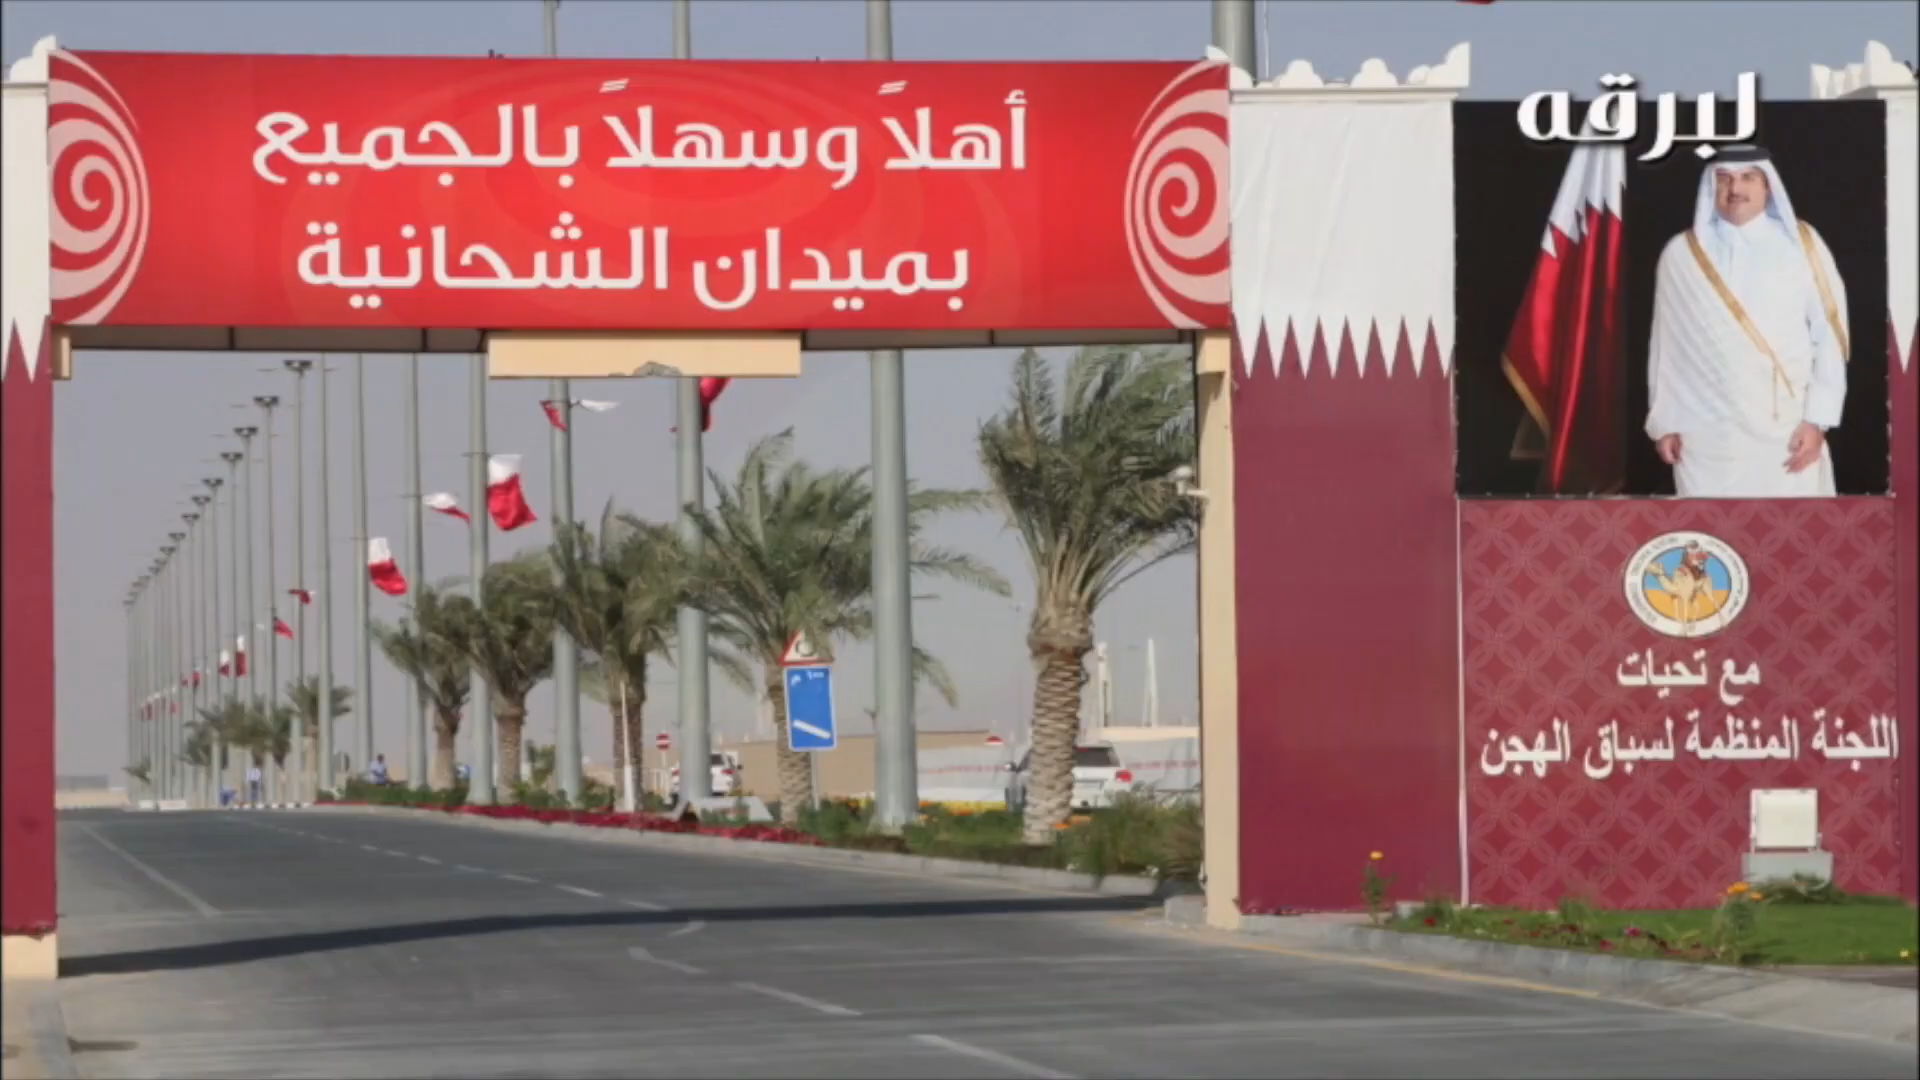 أهلاً وسهلاً بالجميع
بميدان الشحانية
لبرقه
مع تحيات
اللجنة المنظمة لسباق الهجن